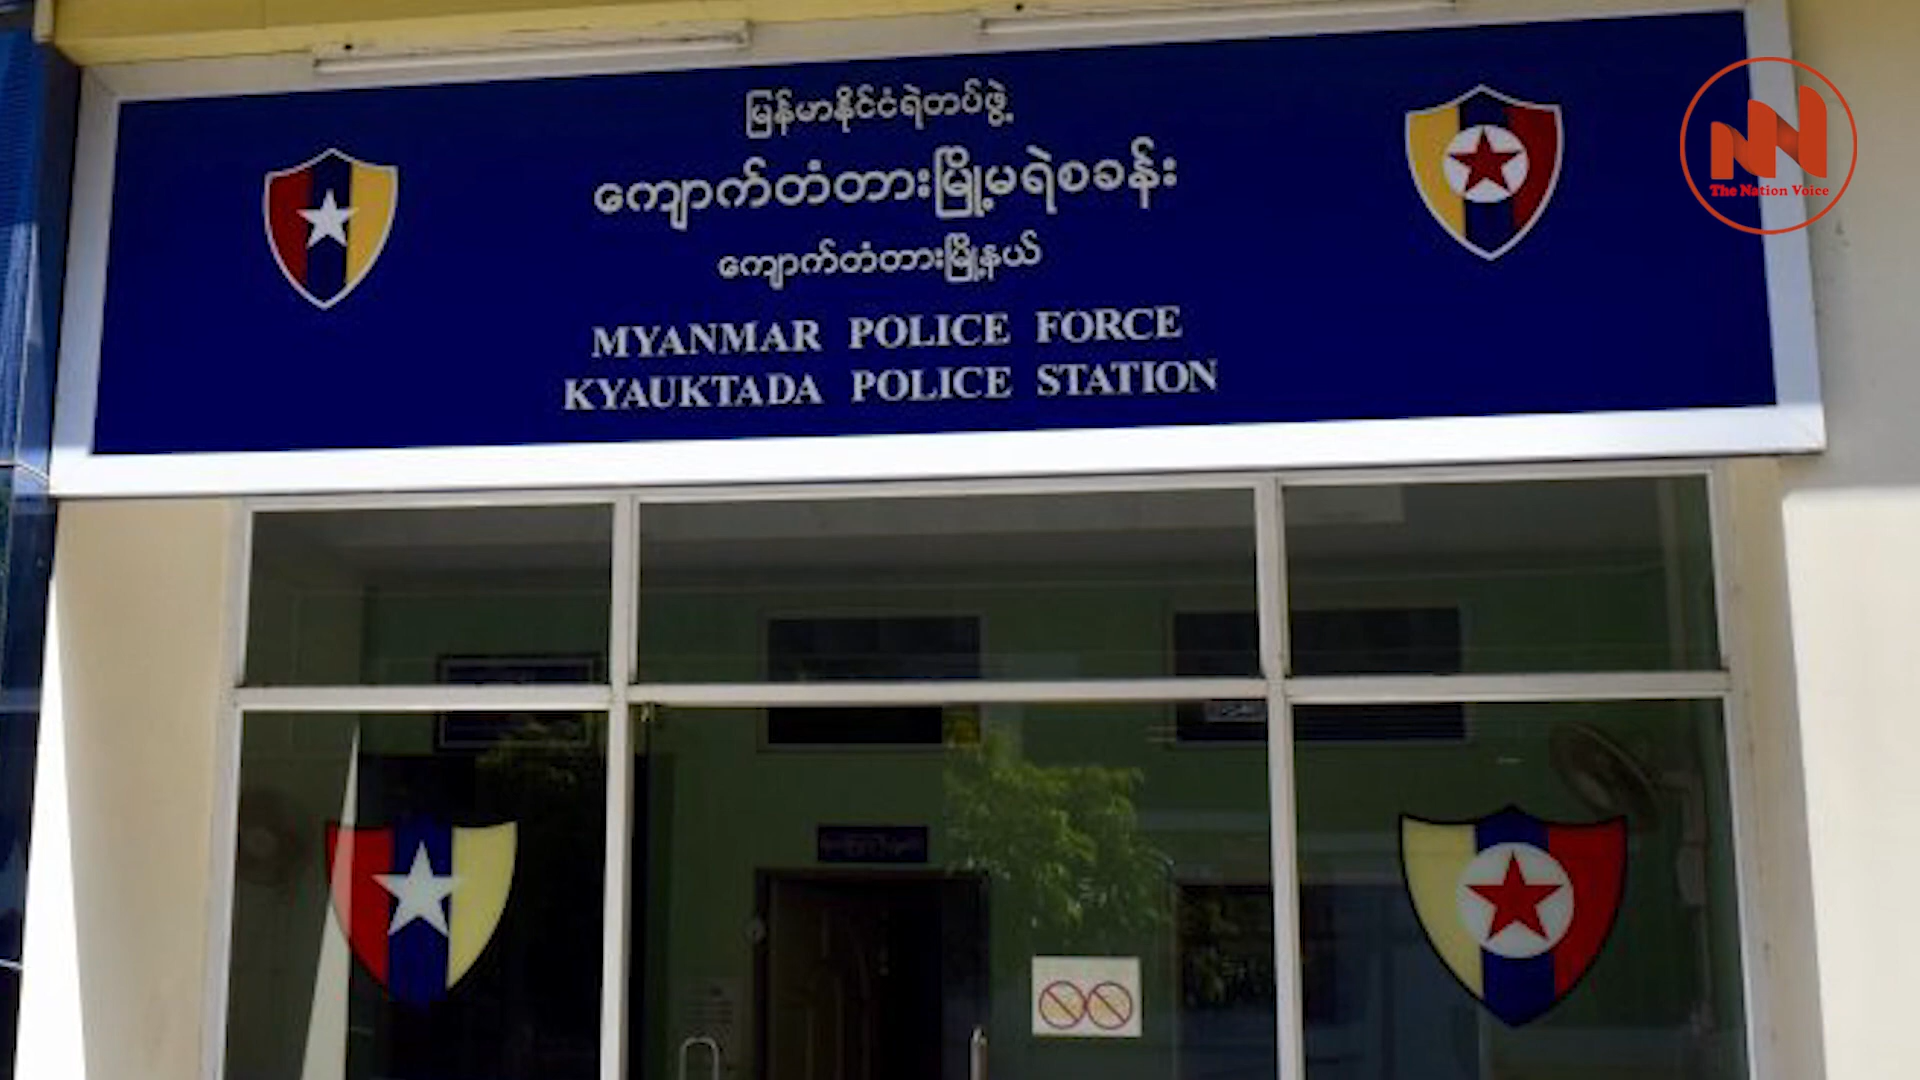 မြန်မာနိုင်ငံရဲတပ်ဖွဲ့
ကျောက်တံတားမြို့မရဲစခန်း
ကျောက်တံတားမြို့နယ်
MYANMAR POLICE FORCE
KYAUKTADA POLICE STATION
The Nation Voice